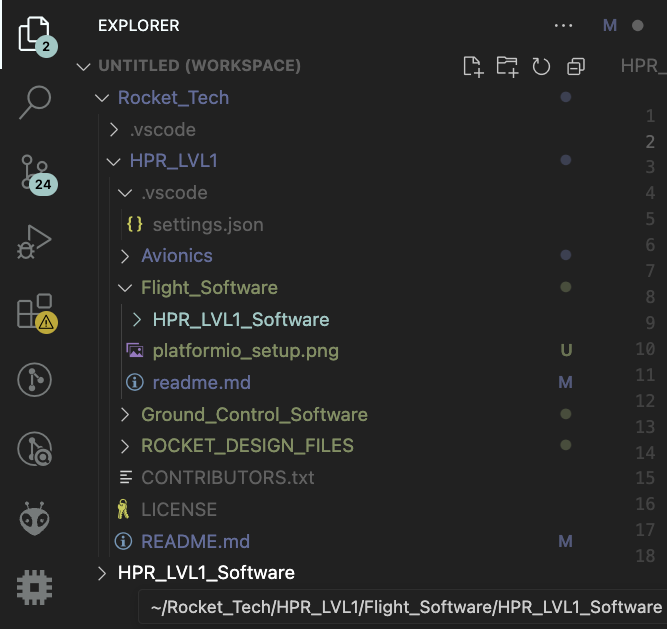 EXPLORER
···
M
2
UNTITLED (WORKSPACE)
HPR_
Rocket_Tech
.vscode
HPR_LVL1
24
.vscode
{} settings.json
Avionics
Flight_Software
HPR_LVL1_Software
platformio_setup.png U
readme.md M
Ground_Control_Software
ROCKET_DESIGN_FILES
CONTRIBUTORS.txt
LICENSE
README.md M
HPR_LVL1_Software
~/Rocket_Tech/HPR_LVL1/Flight_Software/HPR_LVL1_Software
1
2
3
4
5
6
7
8
9
10
11
12
13
14
15
16
17
18